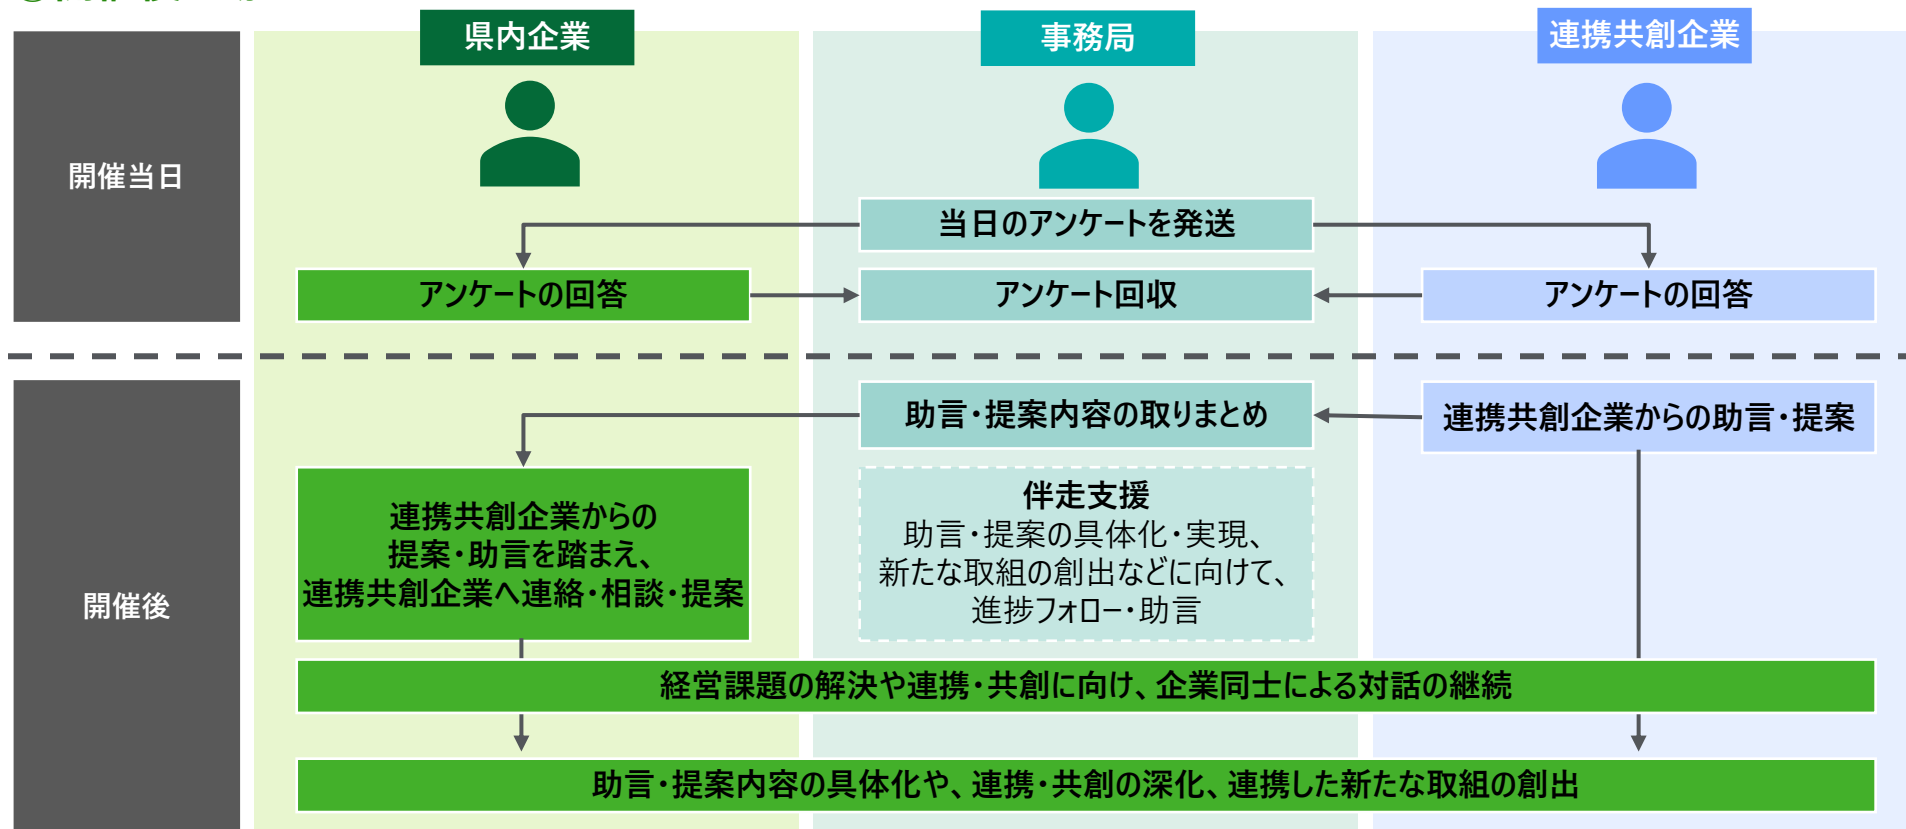 県内企業
事務局
連携共創企業
開催当日
当日のアンケートを発送
アンケートの回答
アンケート回収
アンケートの回答
開催後
助言・提案内容の取りまとめ
連携共創企業からの助言・提案
連携共創企業からの
提案・助言を踏まえ、
連携共創企業へ連絡・相談・提案
伴走支援
助言・提案の具体化・実現、
新たな取組の創出などに向けて、
進捗フォロー・助言
経営課題の解決や連携・共創に向け、企業同士による対話の継続
助言・提案内容の具体化や、連携・共創の深化、連携した新たな取組の創出